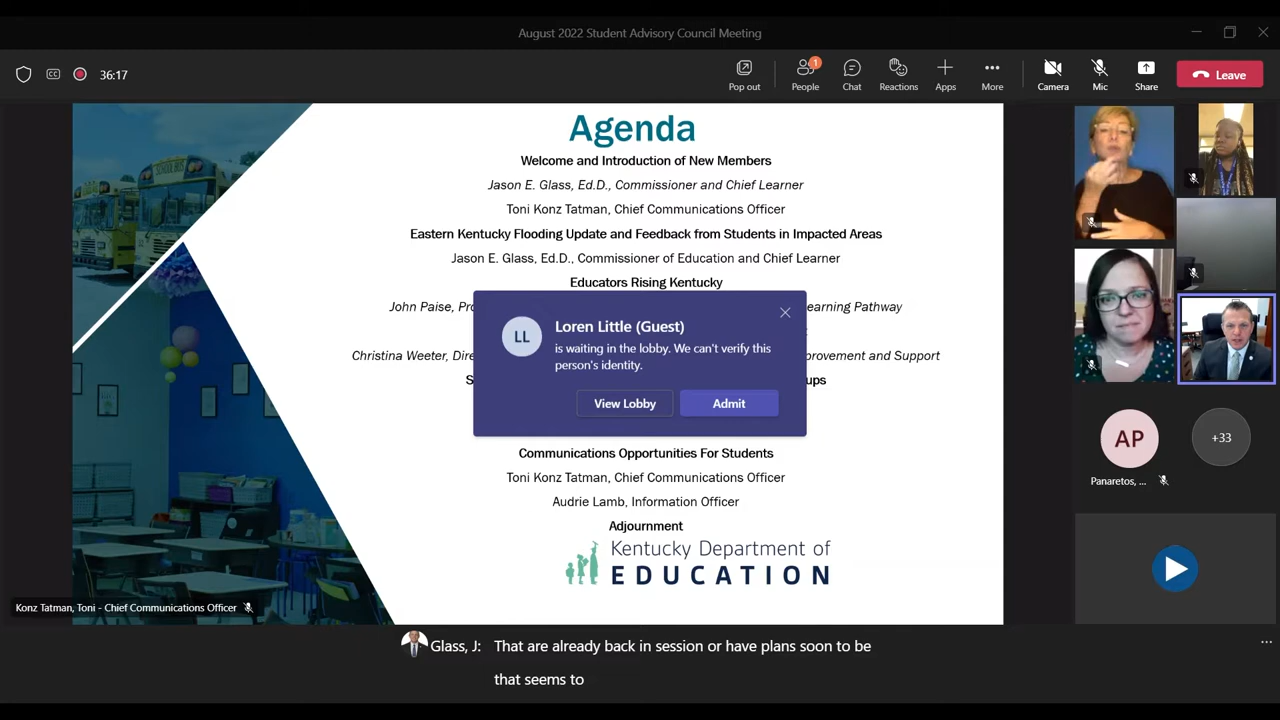 August 2022 Student Advisory Council Meeting
36:17
CC
Pop out
1
People
Chat
Reactions
Apps
More
Camera
Mic
Share
Leave
Agenda
Welcome and Introduction of New Members
Jason E. Glass, Ed.D., Commissioner and Chief Learner
Toni Konz Tatman, Chief Communications Officer
Eastern Kentucky Flooding Update and Feedback from Students in Impacted Areas
Jason E. Glass, Ed.D., Commissioner of Education and Chief Learner
Educators Rising Kentucky
John Paise, Pro
earning Pathway
Christina Weeter, Dire
provement and Support
S
ups
LL
Loren Little (Guest)
is waiting in the lobby. We can't verify this
person's identity.
View Lobby
Admit
Communications Opportunities For Students
Toni Konz Tatman, Chief Communications Officer
Audrie Lamb, Information Officer
Adjournment
Kentucky Department of
EDUCATION
SCHOOL BUS
AP
Panaretos, ...
+33
Konz Tatman, Toni - Chief Communications Officer
Glass, J: That are already back in session or have plans soon to be
that seems to